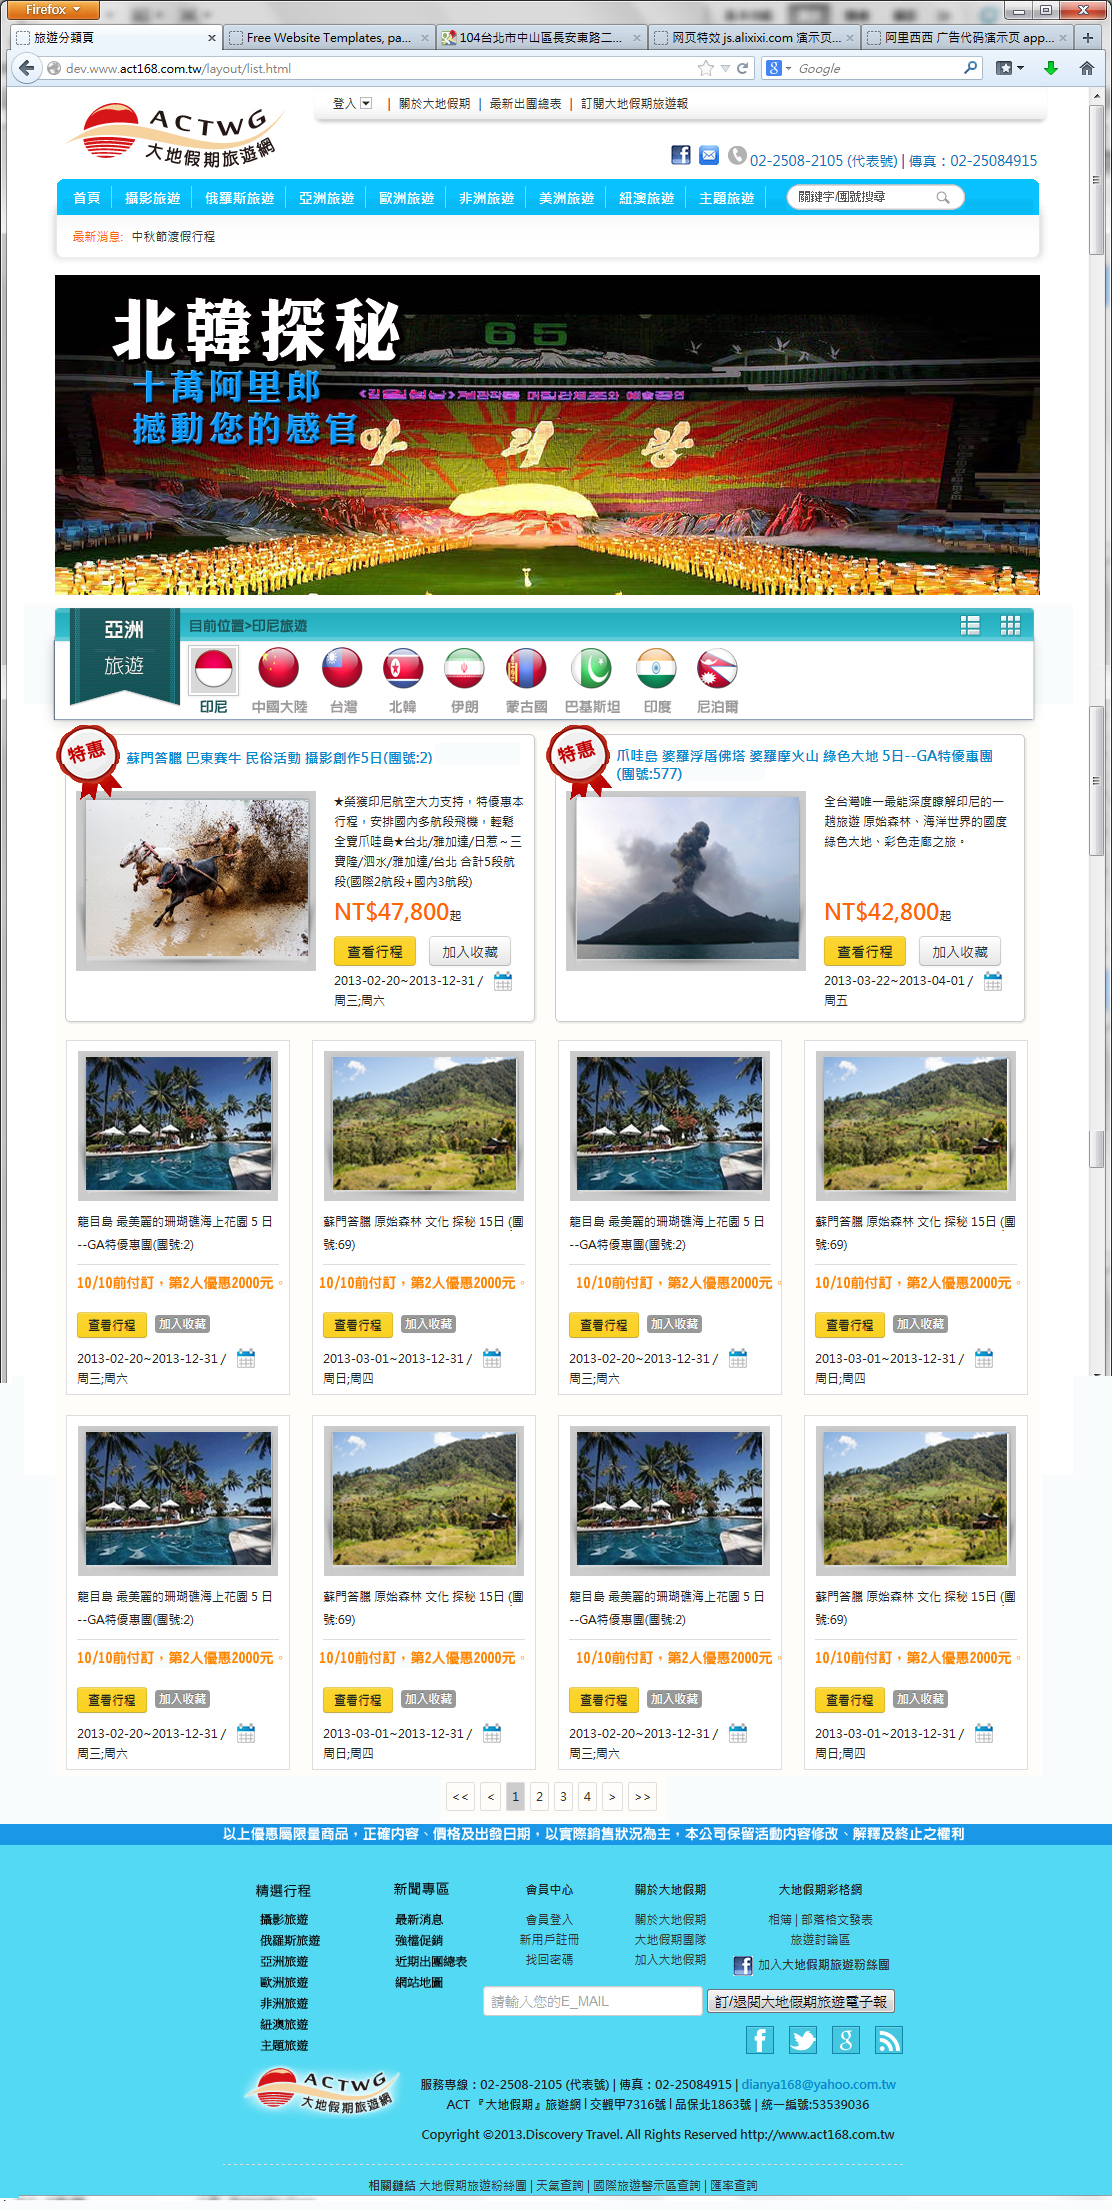 Firefox
旅遊分類頁
Free Website Templates, pa...
104台北市中山區長安東路二...
网页特效 js.alixixi.com 演示页...
阿里西西 广告代码演示页 app...
dev.www.act168.com.tw/layout/list.html
Google
ACTWG
大地假期旅遊網
登入 | 關於大地假期 | 最新出團總表 | 訂閱大地假期旅遊報
02-2508-2105 (代表號) | 傳真：02-25084915
首頁 攝影旅遊 俄羅斯旅遊 亞洲旅遊 歐洲旅遊 非洲旅遊 美洲旅遊 紐澳旅遊 主題旅遊 關鍵字/團號搜尋
最新消息: 中秋節渡假行程
北韓探秘
65
十萬阿里郎
撼動您的感官
아리랑
亞洲
旅遊
目前位置>印尼旅遊
印尼 中國大陸 台灣 北韓 伊朗 蒙古國 巴基斯坦 印度 尼泊爾
特惠
蘇門答臘 巴東賽牛 民俗活動 攝影創作5日(團號:2)
★榮獲印尼航空大力支持，特優惠本
行程，安排國內多航段飛機，輕鬆
全覽爪哇島★台北/雅加達/日惹～三
寶隆/泗水/雅加達/台北 合計5段航
段(國際2航段+國內3航段)
NT$47,800起
查看行程 加入收藏
2013-02-20~2013-12-31 /
周三;周六
特惠
爪哇島 婆羅浮屠佛塔 婆羅摩火山 綠色大地 5日--GA特優惠團
(團號:577)
全台灣唯一最能深度瞭解印尼的一
趟旅遊 原始森林、海洋世界的國度
綠色大地、彩色走廊之旅。
NT$42,800起
查看行程 加入收藏
2013-03-22~2013-04-01 /
周五
龍目島 最美麗的珊瑚礁海上花園 5 日
--GA特優惠團(團號:2)
10/10前付訂，第2人優惠2000元。
查看行程 加入收藏
2013-02-20~2013-12-31 /
周三;周六
蘇門答臘 原始森林 文化 探秘 15日 (團
號:69)
10/10前付訂，第2人優惠2000元。
查看行程 加入收藏
2013-03-01~2013-12-31 /
周日;周四
龍目島 最美麗的珊瑚礁海上花園 5 日
--GA特優惠團(團號:2)
10/10前付訂，第2人優惠2000元。
查看行程 加入收藏
2013-02-20~2013-12-31 /
周三;周六
蘇門答臘 原始森林 文化 探秘 15日 (團
號:69)
10/10前付訂，第2人優惠2000元。
查看行程 加入收藏
2013-03-01~2013-12-31 /
周日;周四
龍目島 最美麗的珊瑚礁海上花園 5 日
--GA特優惠團(團號:2)
10/10前付訂，第2人優惠2000元。
查看行程 加入收藏
2013-02-20~2013-12-31 /
周三;周六
蘇門答臘 原始森林 文化 探秘 15日 (團
號:69)
10/10前付訂，第2人優惠2000元。
查看行程 加入收藏
2013-03-01~2013-12-31 /
周日;周四
龍目島 最美麗的珊瑚礁海上花園 5 日
--GA特優惠團(團號:2)
10/10前付訂，第2人優惠2000元。
查看行程 加入收藏
2013-02-20~2013-12-31 /
周三;周六
蘇門答臘 原始森林 文化 探秘 15日 (團
號:69)
10/10前付訂，第2人優惠2000元。
查看行程 加入收藏
2013-03-01~2013-12-31 /
周日;周四
<< < 1 2 3 4 > >>
以上優惠屬限量商品，正確內容、價格及出發日期，以實際銷售狀況為主，本公司保留活動內容修改、解釋及終止之權利
精選行程
攝影旅遊
俄羅斯旅遊
亞洲旅遊
歐洲旅遊
非洲旅遊
紐澳旅遊
主題旅遊
新聞專區
最新消息
強檔促銷
近期出團總表
網站地圖
會員中心
會員登入
新用戶註冊
找回密碼
關於大地假期
關於大地假期
大地假期團隊
加入大地假期
大地假期彩格網
相簿 | 部落格文發表
旅遊討論區
加入大地假期旅遊粉絲團
請輸入您的E_MAIL
訂/退閱大地假期旅遊電子報
ACTWG
大地假期旅遊網
服務專線：02-2508-2105 (代表號) | 傳真：02-25084915 | dianya168@yahoo.com.tw
ACT 『大地假期』旅遊網 | 交觀甲7316號 | 品保北1863號 | 統一編號:53539036
Copyright ©2013.Discovery Travel. All Rights Reserved http://www.act168.com.tw
相關鏈結 大地假期旅遊粉絲團 | 天氣查詢 | 國際旅遊警示區查詢 | 匯率查詢